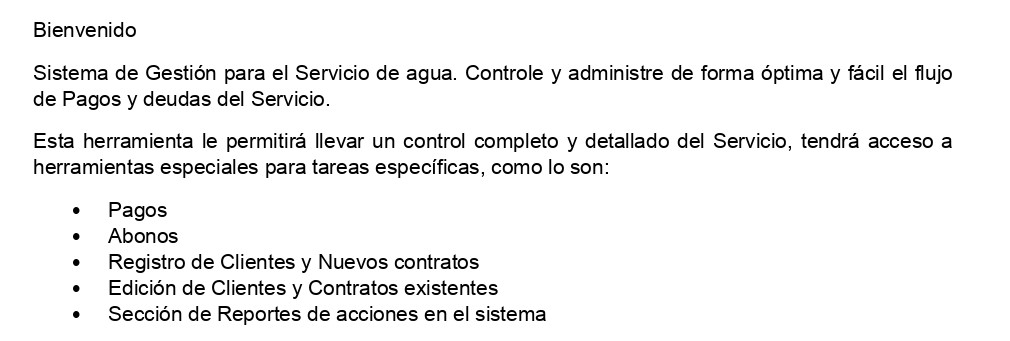 Bienvenido
Sistema de Gestión para el Servicio de agua. Controle y administre de forma óptima y fácil el flujo
de Pagos y deudas del Servicio.
Esta herramienta le permitirá llevar un control completo y detallado del Servicio, tendrá acceso a
herramientas especiales para tareas específicas, como lo son:
• Pagos
• Abonos
• Registro de Clientes y Nuevos contratos
• Edición de Clientes y Contratos existentes
• Sección de Reportes de acciones en el sistema